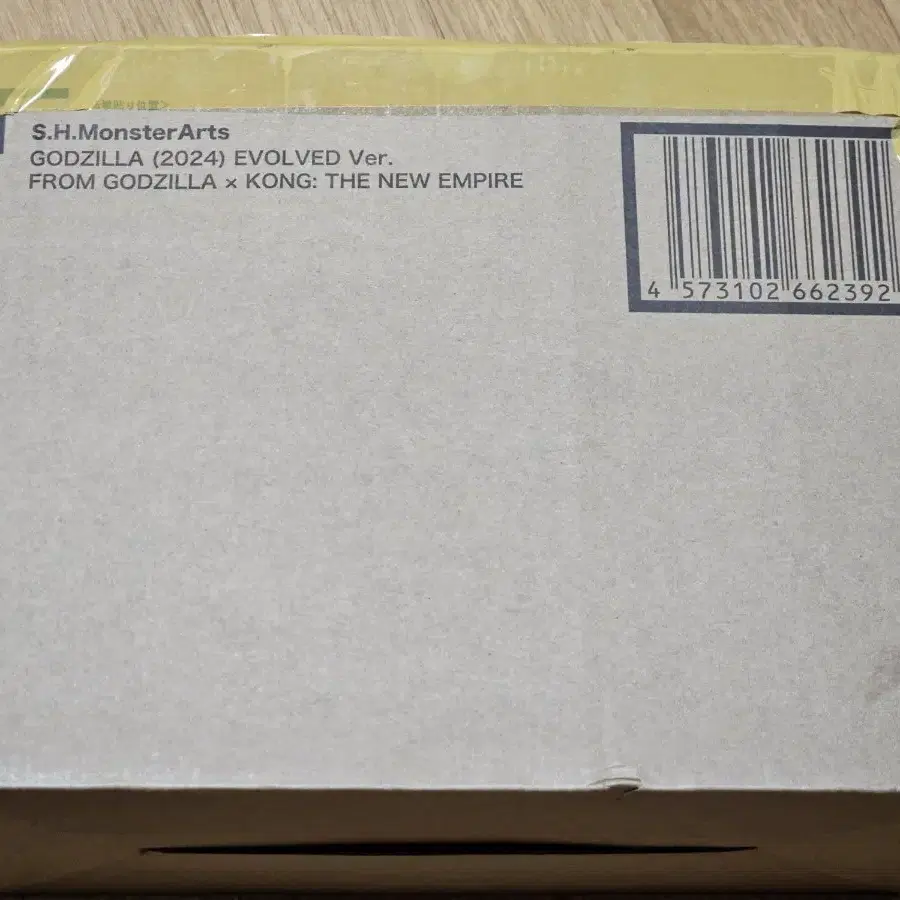 S.H.MonsterArts
GODZILLA (2024) EVOLVED Ver.
FROM GODZILLA × KONG: THE NEW EMPIRE
4 573102 662392